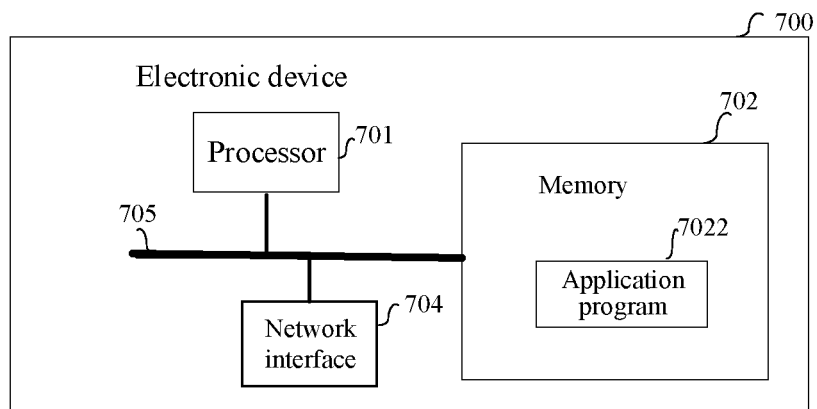 700
Electronic device
702
Processor
701
Memory
705
7022
Application
program
704
Network
interface